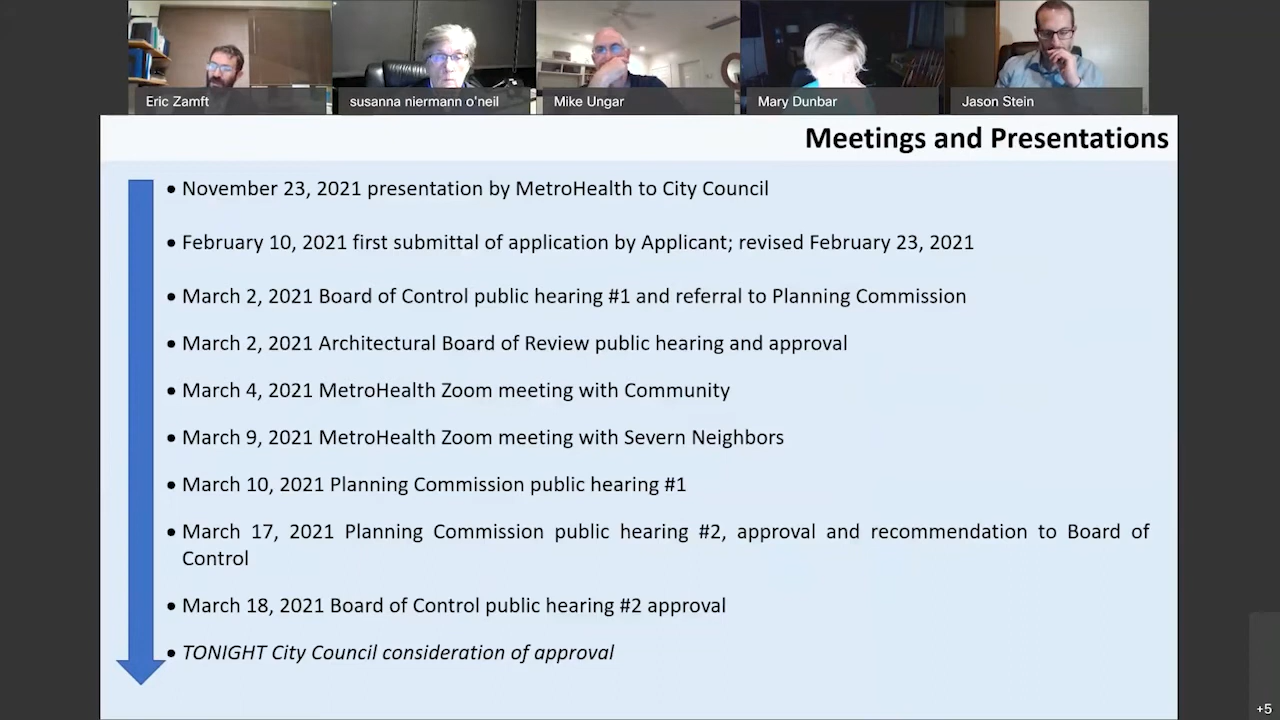 Eric Zamft
susanna niermann o'neil
Mike Ungar
Mary Dunbar
Jason Stein
Meetings and Presentations
• November 23, 2021 presentation by MetroHealth to City Council
• February 10, 2021 first submittal of application by Applicant; revised February 23, 2021
• March 2, 2021 Board of Control public hearing #1 and referral to Planning Commission
• March 2, 2021 Architectural Board of Review public hearing and approval
• March 4, 2021 MetroHealth Zoom meeting with Community
• March 9, 2021 MetroHealth Zoom meeting with Severn Neighbors
• March 10, 2021 Planning Commission public hearing #1
• March 17, 2021 Planning Commission public hearing #2, approval and recommendation to Board of
Control
• March 18, 2021 Board of Control public hearing #2 approval
• TONIGHT City Council consideration of approval
+5